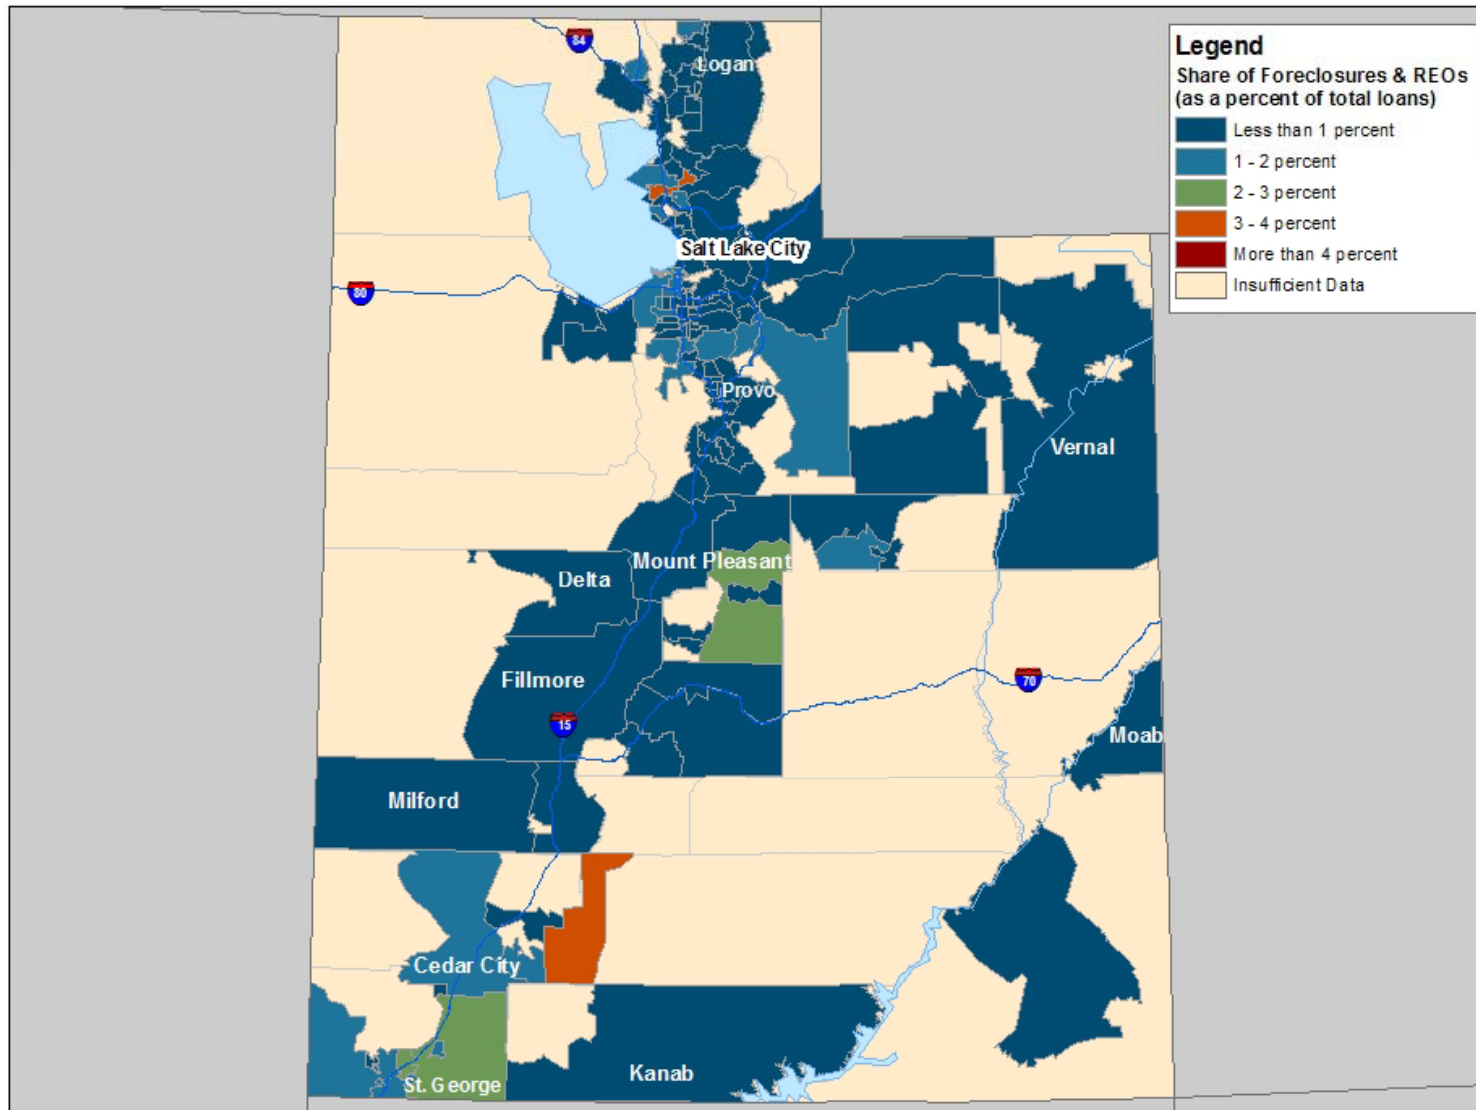 84
Logan
Legend
Share of Foreclosures & REOs
(as a percent of total loans)
Less than 1 percent
1 - 2 percent
2 - 3 percent
3 - 4 percent
More than 4 percent
Insufficient Data
Salt Lake City
80
Provo
Vernal
Mount Pleasant
Delta
Fillmore
70
15
Moab
Milford
Cedar City
Kanab
St. George